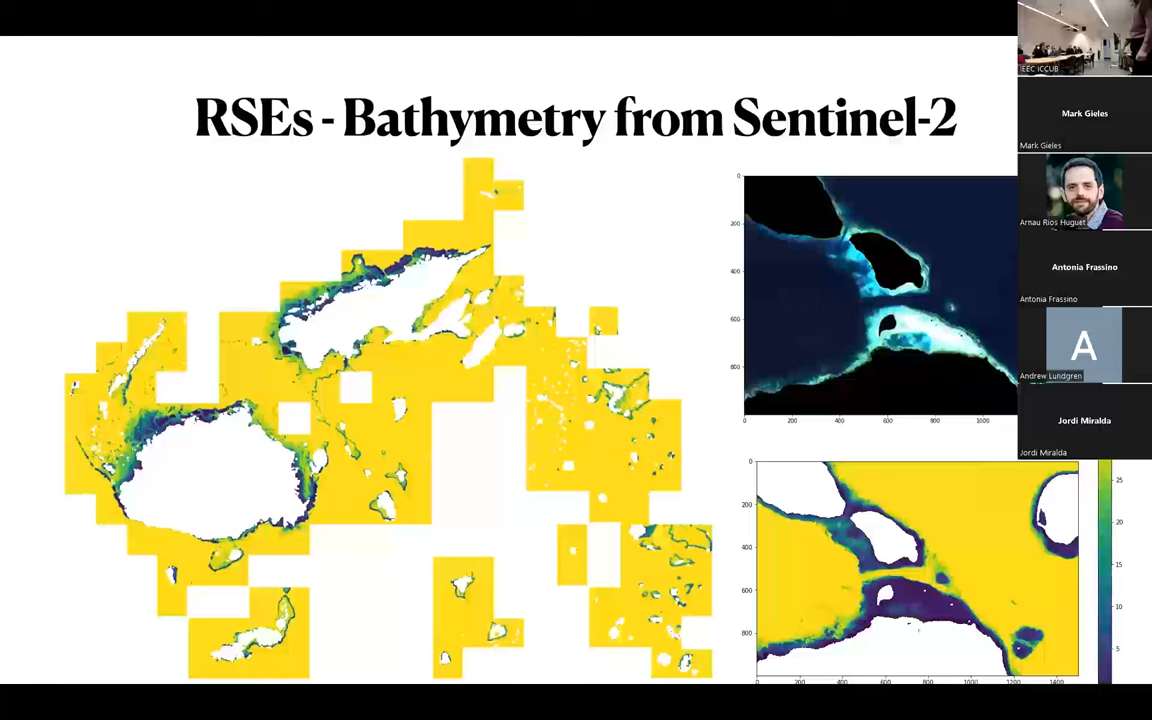 RSEs - Bathymetry from Sentinel-2
IEEC ICCUB
Mark Gieles
Mark Gieles
Arnau Rios Huguet
Antonia Frassino
Antonia Frassino
A
Andrew Lundgren
Jordi Miralda
Jordi Miralda
0
200
400
600
800
0
200
400
600
800
1000
0
200
400
600
800
0
200
400
600
800
1000
1200
1400
25
20
15
10
5